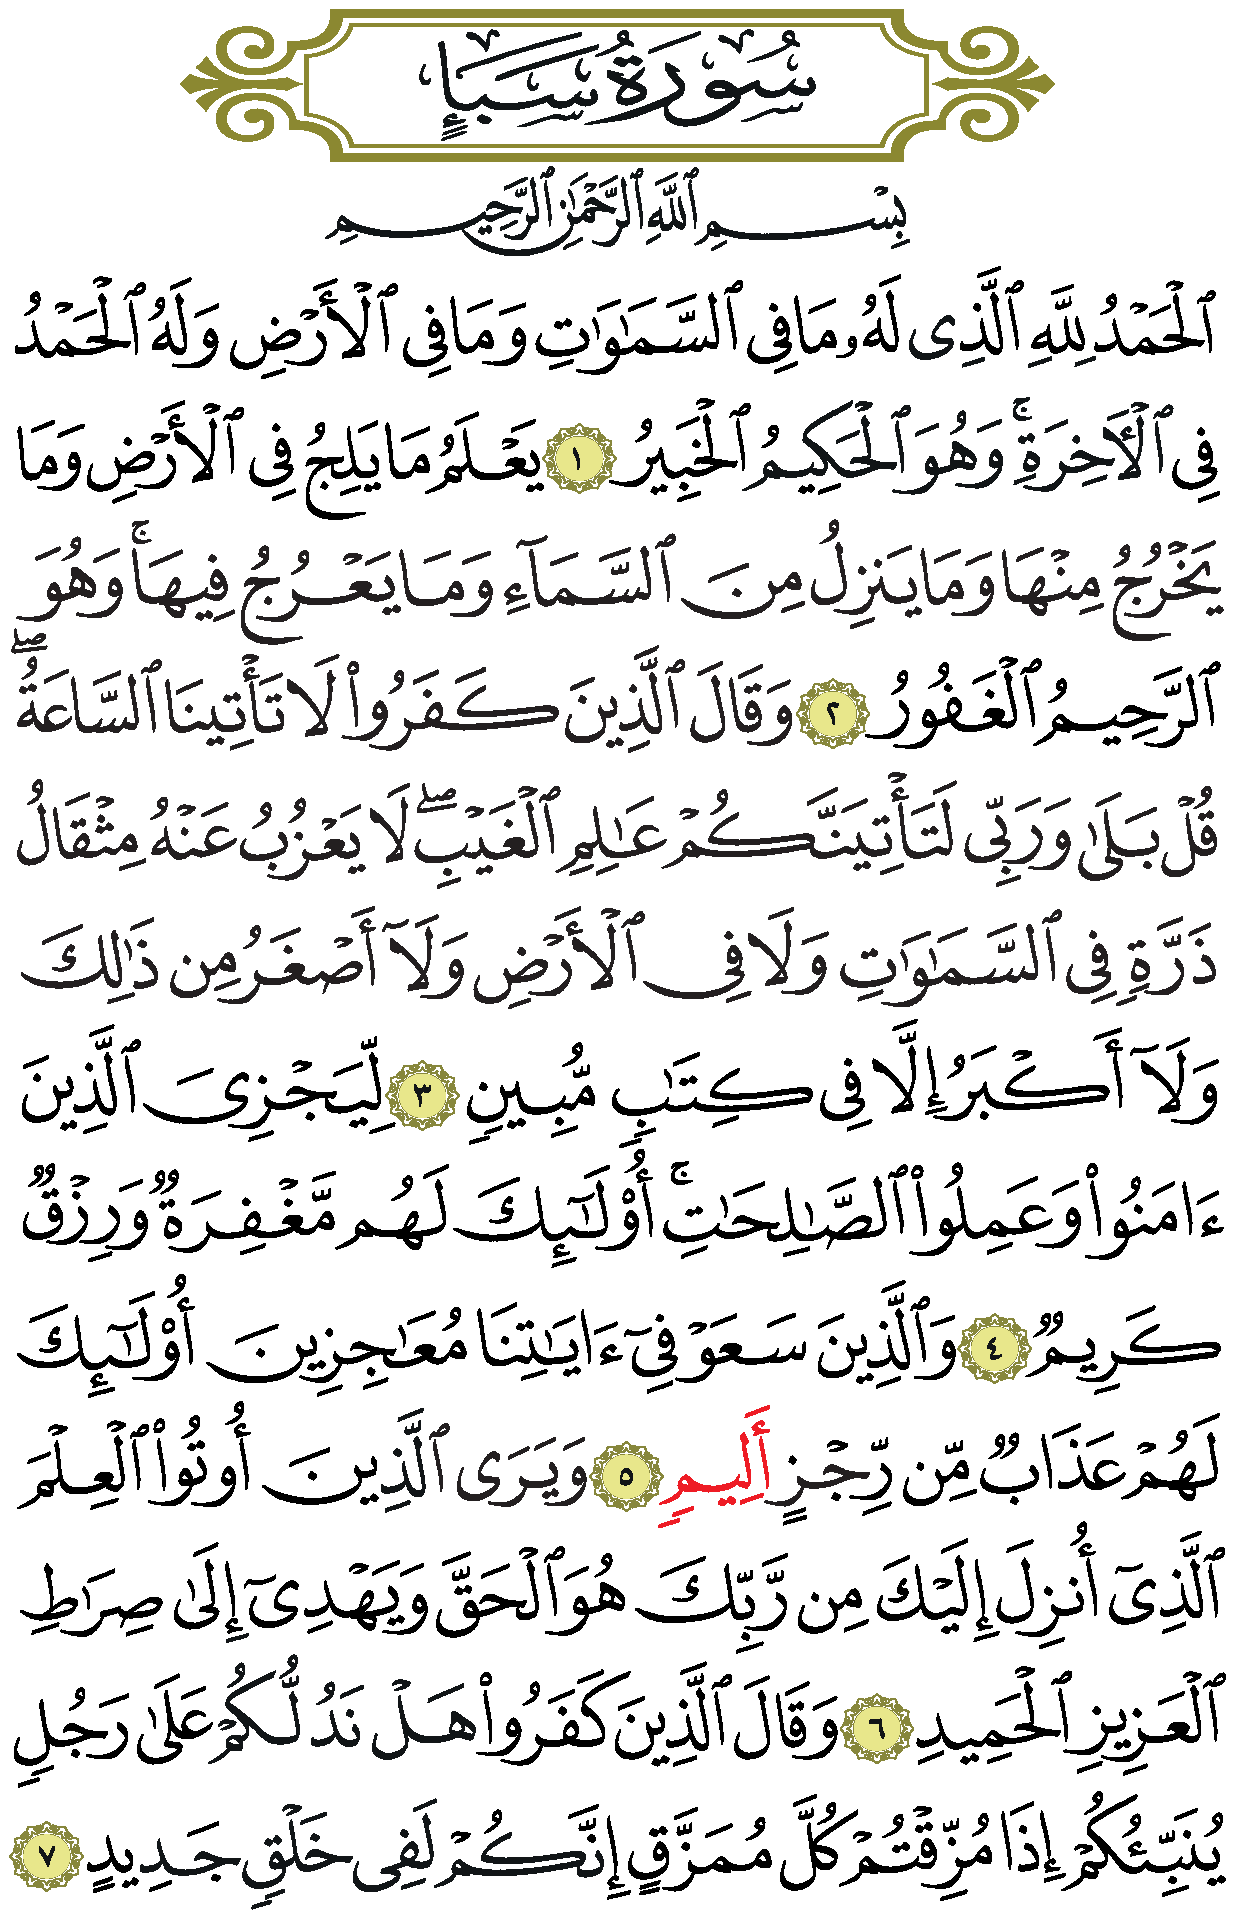 سُورَةُ سَبَإٍ
بِسْمِ ٱللَّهِ ٱلرَّحْمَٰنِ ٱلرَّحِيمِ
ٱلْحَمْدُ لِلَّهِ ٱلَّذِى لَهُۥ مَا فِى ٱلسَّمَٰوَٰتِ وَمَا فِى ٱلْأَرْضِ وَلَهُ ٱلْحَمْدُ
فِى ٱلْـَٔاخِرَةِۚ وَهُوَ ٱلْحَكِيمُ ٱلْخَبِيرُ ١ يَعْلَمُ مَا يَلِجُ فِى ٱلْأَرْضِ وَمَا
يَخْرُجُ مِنْهَا وَمَا يَنزِلُ مِنَ ٱلسَّمَآءِ وَمَا يَعْرُجُ فِيهَاۚ وَهُوَ
ٱلرَّحِيمُ ٱلْغَفُورُ ٢ وَقَالَ ٱلَّذِينَ كَفَرُوا۟ لَا تَأْتِينَا ٱلسَّاعَةُۖ
قُلْ بَلَىٰ وَرَبِّى لَتَأْتِيَنَّكُمْ عَٰلِمِ ٱلْغَيْبِۖ لَا يَعْزُبُ عَنْهُ مِثْقَالُ
ذَرَّةٍ فِى ٱلسَّمَٰوَٰتِ وَلَا فِى ٱلْأَرْضِ وَلَآ أَصْغَرُ مِن ذَٰلِكَ
وَلَآ أَكْبَرُ إِلَّا فِى كِتَٰبٍ مُّبِينٍ ٣ لِّيَجْزِىَ ٱلَّذِينَ
ءَامَنُوا۟ وَعَمِلُوا۟ ٱلصَّٰلِحَٰتِۚ أُو۟لَٰٓئِكَ لَهُم مَّغْفِرَةٌ وَرِزْقٌ
كَرِيمٌ ٤ وَٱلَّذِينَ سَعَوْ فِىٓ ءَايَٰتِنَا مُعَٰجِزِينَ أُو۟لَٰٓئِكَ
لَهُمْ عَذَابٌ مِّن رِّجْزٍ أَلِيمٍ ٥ وَيَرَى ٱلَّذِينَ أُوتُوا۟ ٱلْعِلْمَ
ٱلَّذِىٓ أُنزِلَ إِلَيْكَ مِن رَّبِّكَ هُوَ ٱلْحَقَّ وَيَهْدِىٓ إِلَىٰ صِرَٰطِ
ٱلْعَزِيزِ ٱلْحَمِيدِ ٦ وَقَالَ ٱلَّذِينَ كَفَرُوا۟ هَلْ نَدُلُّكُمْ عَلَىٰ رَجُلٍ
يُنَبِّئُكُمْ إِذَا مُزِّقْتُمْ كُلَّ مُمَزَّقٍ إِنَّكُمْ لَفِى خَلْقٍ جَدِيدٍ ٧